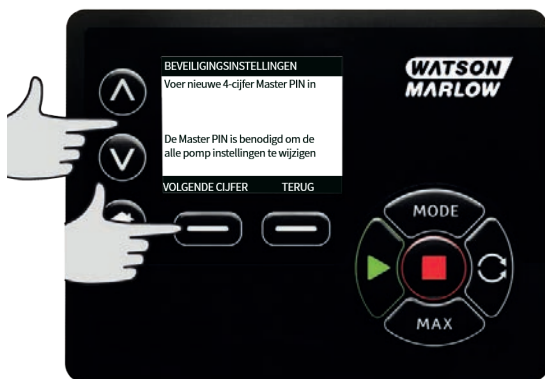 BEVEILIGINGSINSTELLINGEN
Voer nieuwe 4-cijfer Master PIN in
De Master PIN is benodigd om de
alle pomp instellingen te wijzigen
VOLGENDE CIJFER TERUG
WATSON
MARLOW
MODE
MAX